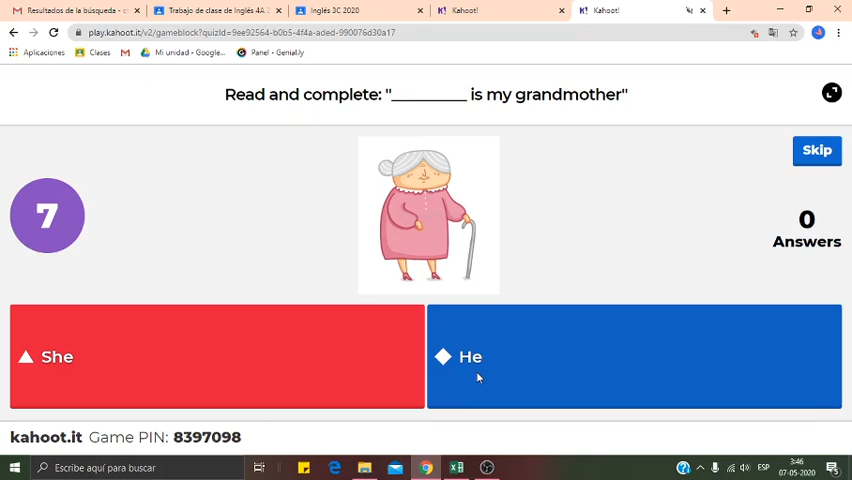 Resultados de la búsqueda - c
Trabajo de clase de Inglés 4A 2
Inglés 3C 2020
Kahoot!
Kahoot!
play.kahoot.it/v2/gameblock?quizId=9ee92564-b0b5-4f4a-aded-990076d30a17
Aplicaciones
Clases
Mi unidad - Google...
Panel - Genial.ly
Read and complete: "_________ is my grandmother"
Skip
7
0
Answers
She
He
kahoot.it Game PIN: 8397098
Escribe aquí para buscar
ESP
3:46
07-05-2020
5